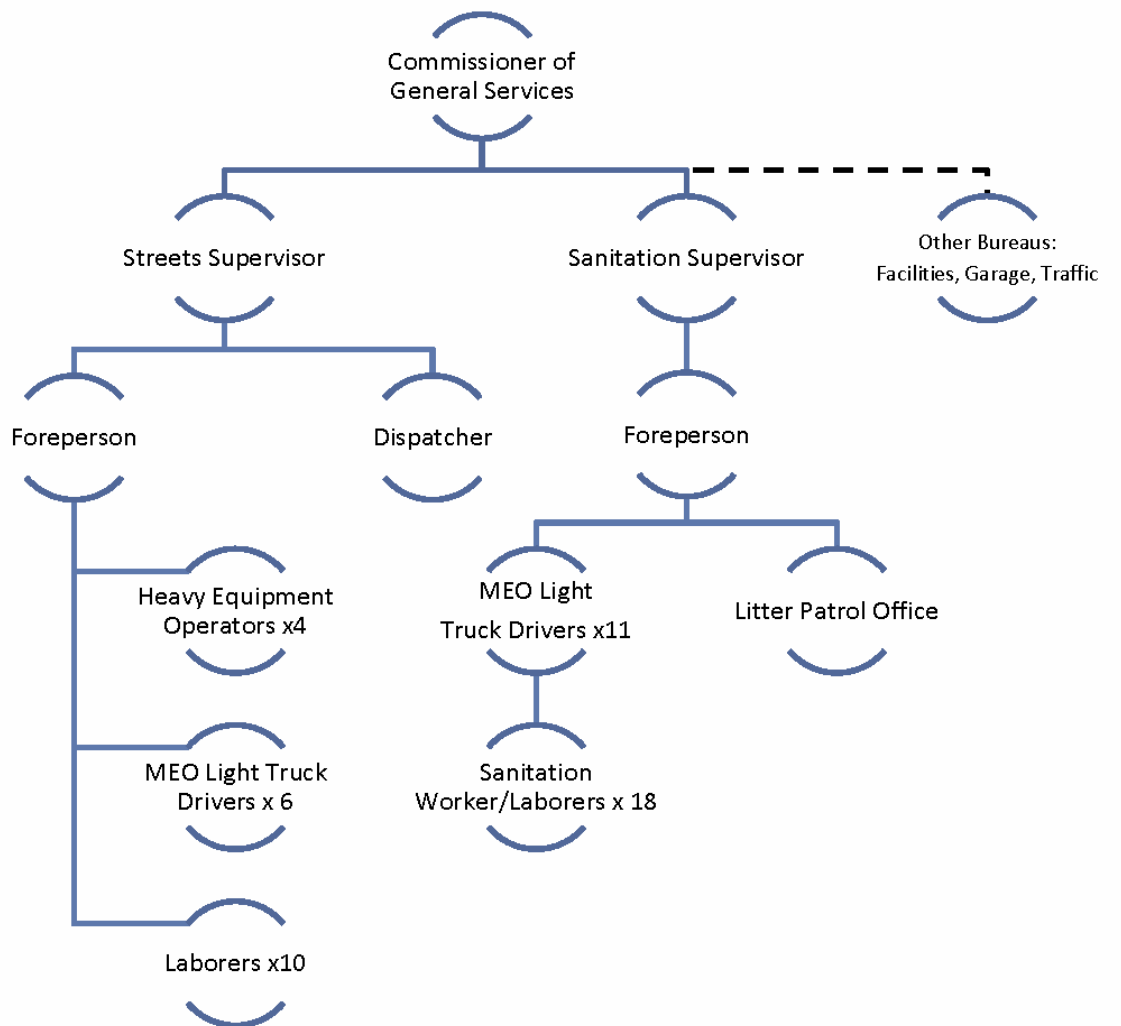 Commissioner of
General Services
Streets Supervisor
Sanitation Supervisor
Other Bureaus:
Facilities, Garage, Traffic
Foreperson
Dispatcher
Foreperson
Heavy Equipment
Operators x4
MEO Light
Truck Drivers x11
Litter Patrol Office
MEO Light Truck
Drivers x 6
Sanitation
Worker/Laborers x 18
Laborers x10